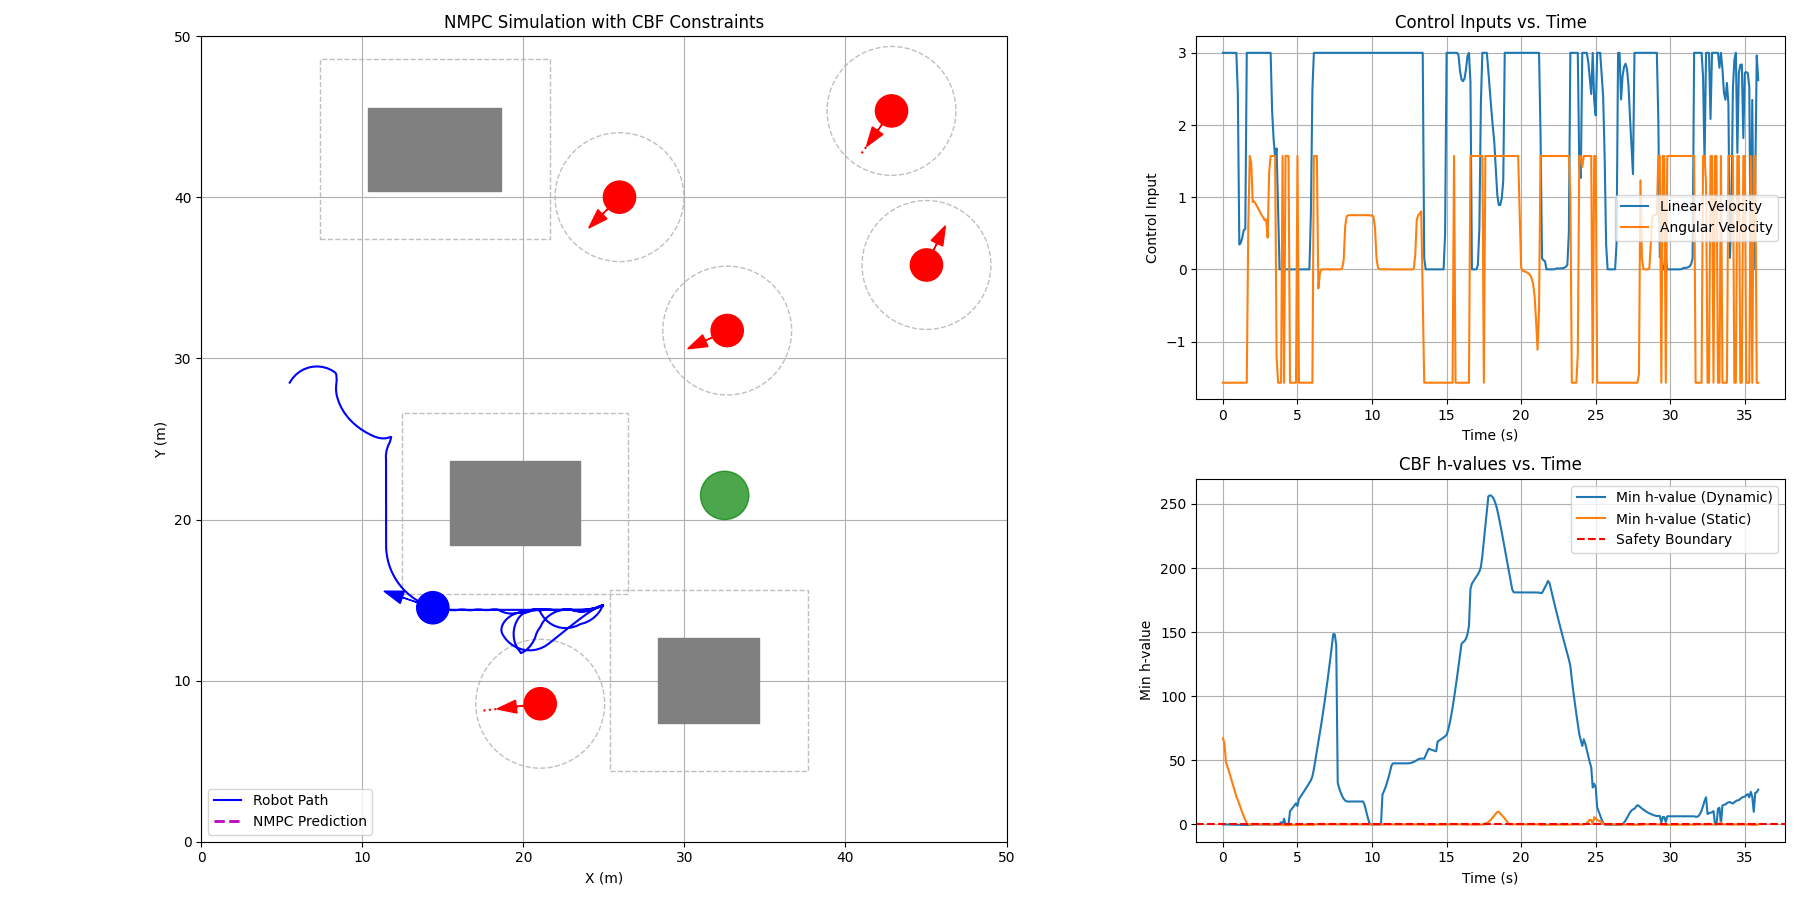 NMPC Simulation with CBF Constraints
50
40
30
20
10
0
Y (m)
0 10 20 30 40 50
X (m)
Robot Path
NMPC Prediction
Control Inputs vs. Time
3
2
1
0
−1
Control Input
Linear Velocity
Angular Velocity
0 5 10 15 20 25 30 35
Time (s)
CBF h-values vs. Time
250
200
150
100
50
0
Min h-value
Min h-value (Dynamic)
Min h-value (Static)
Safety Boundary
0 5 10 15 20 25 30 35
Time (s)